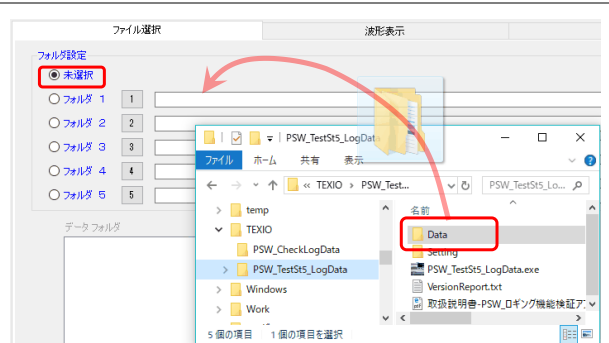 ファイル選択
波形表示
フォルダ設定
未選択
フォルダ 1 1
フォルダ 2 2
フォルダ 3 3
フォルダ 4 4
フォルダ 5 5
データフォルダ
PSW_TestSt5_LogData
ファイル ホーム 共有 表示
« TEXIO › PSW_Test...
PSW_TestSt5_Lo...
temp
TEXIO
PSW_CheckLogData
PSW_TestSt5_LogData
Windows
Work
名前
Data
Setting
PSW_TestSt5_LogData.exe
VersionReport.txt
取扱説明書-PSW_ロギング機能検証ア
5 個の項目 1 個の項目を選択